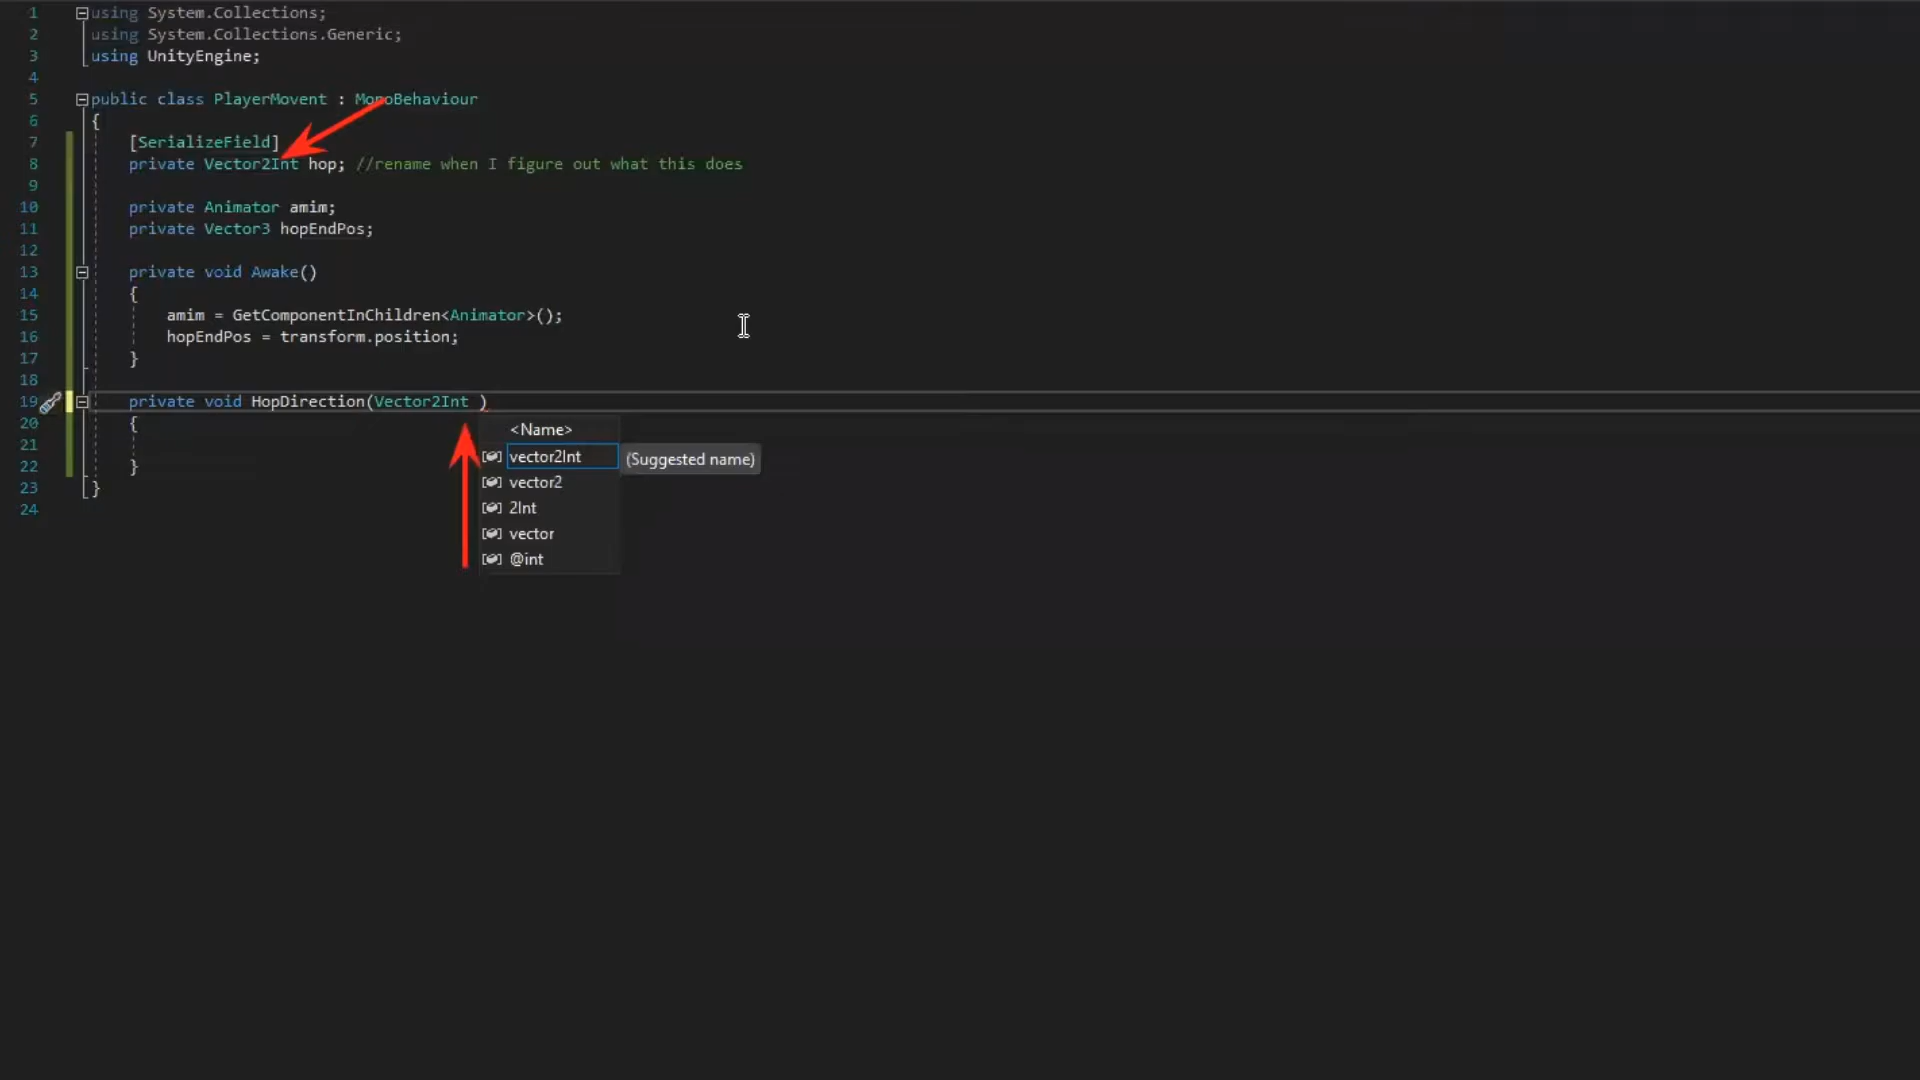 1 using System.Collections;
2 using System.Collections.Generic;
3 using UnityEngine;
4
5 public class PlayerMovent : MonoBehaviour
6 {
7 [SerializeField]
8 private Vector2Int hop; //rename when I figure out what this does
9
10 private Animator amim;
11 private Vector3 hopEndPos;
12
13 private void Awake()
14 {
15 amim = GetComponentInChildren<Animator>();
16 hopEndPos = transform.position;
17 }
18
19 private void HopDirection(Vector2Int )
20 {
<Name>
21
vector2Int (Suggested name)
22 }
vector2
23 }
2Int
24
vector
@int